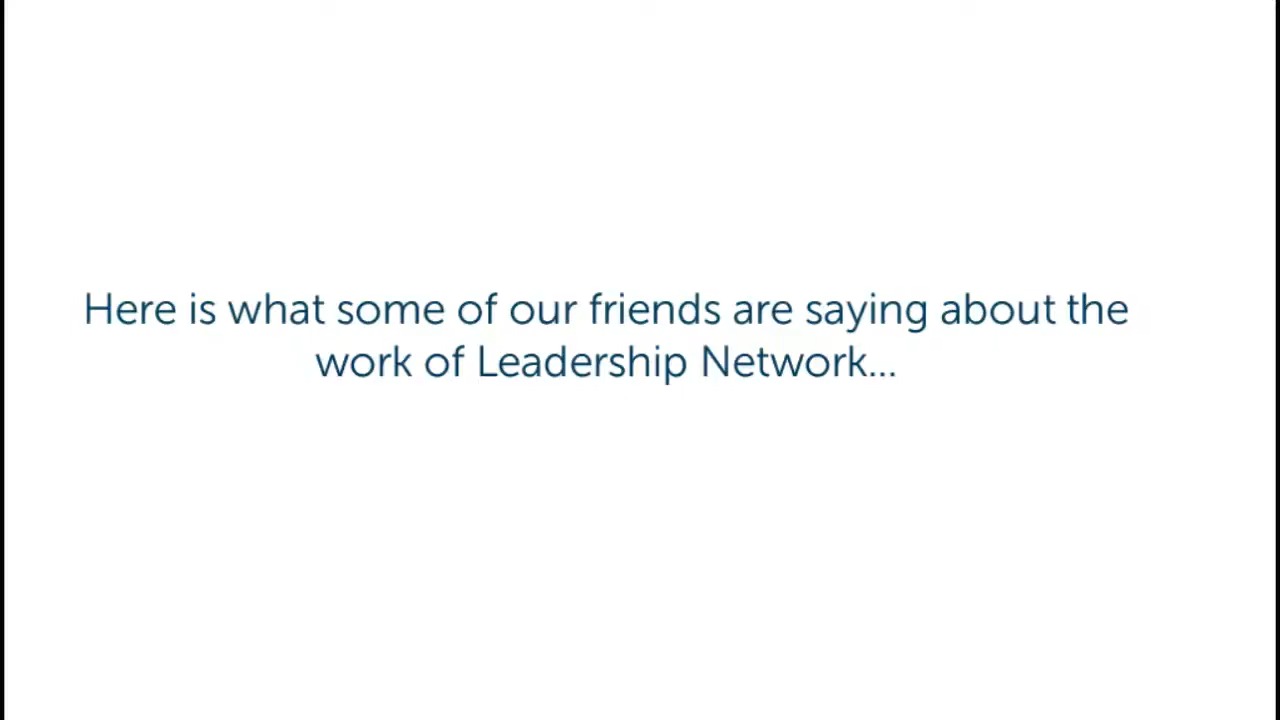 Here is what some of our friends are saying about the
work of Leadership Network...